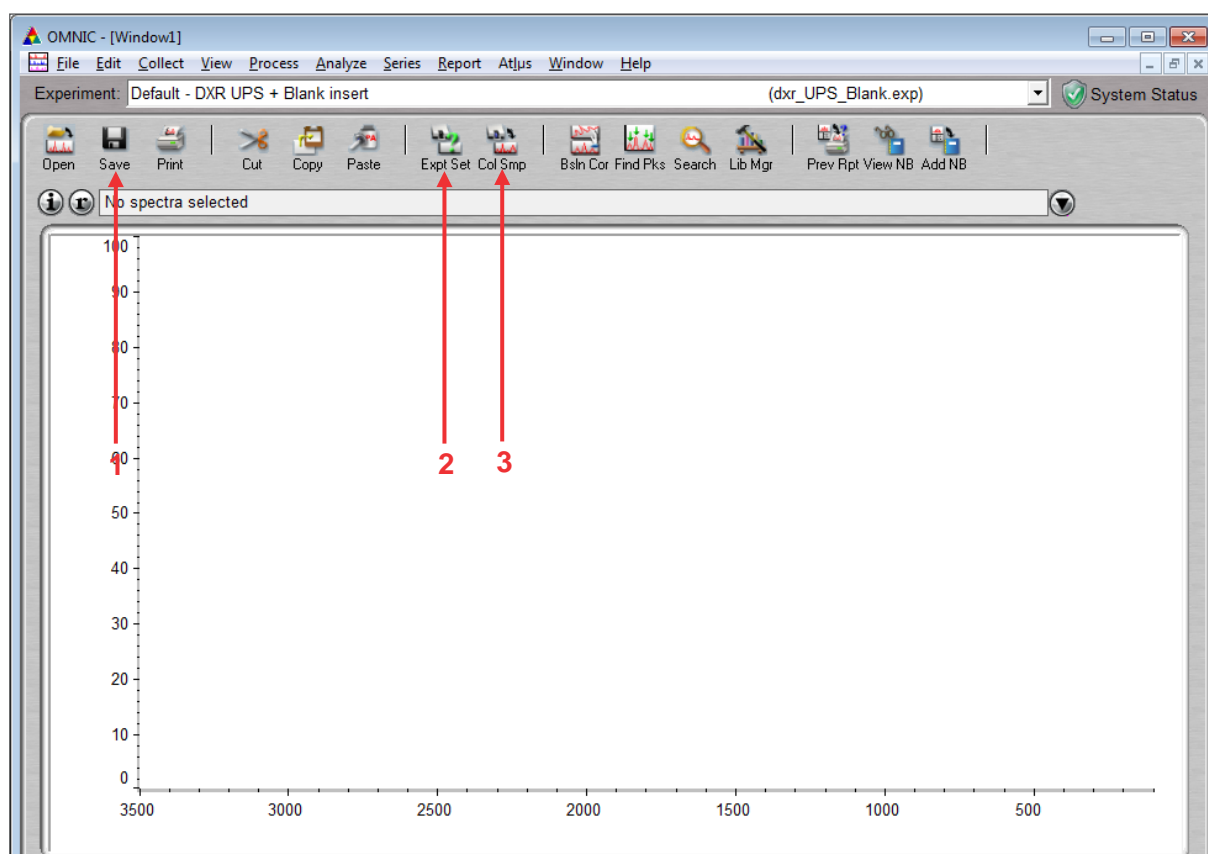 OMNIC - [Window1]
File Edit Collect View Process Analyze Series Report Atlµs Window Help
Experiment: Default - DXR UPS + Blank insert (dxr_UPS_Blank.exp) System Status
Open Save Print Cut Copy Paste Expt Set Col Smp Bsln Cor Find Pks Search Lib Mgr Prev Rpt View NB Add NB
i r No spectra selected
100
90
80
70
60
1 2 3
50
40
30
20
10
0
3500 3000 2500 2000 1500 1000 500